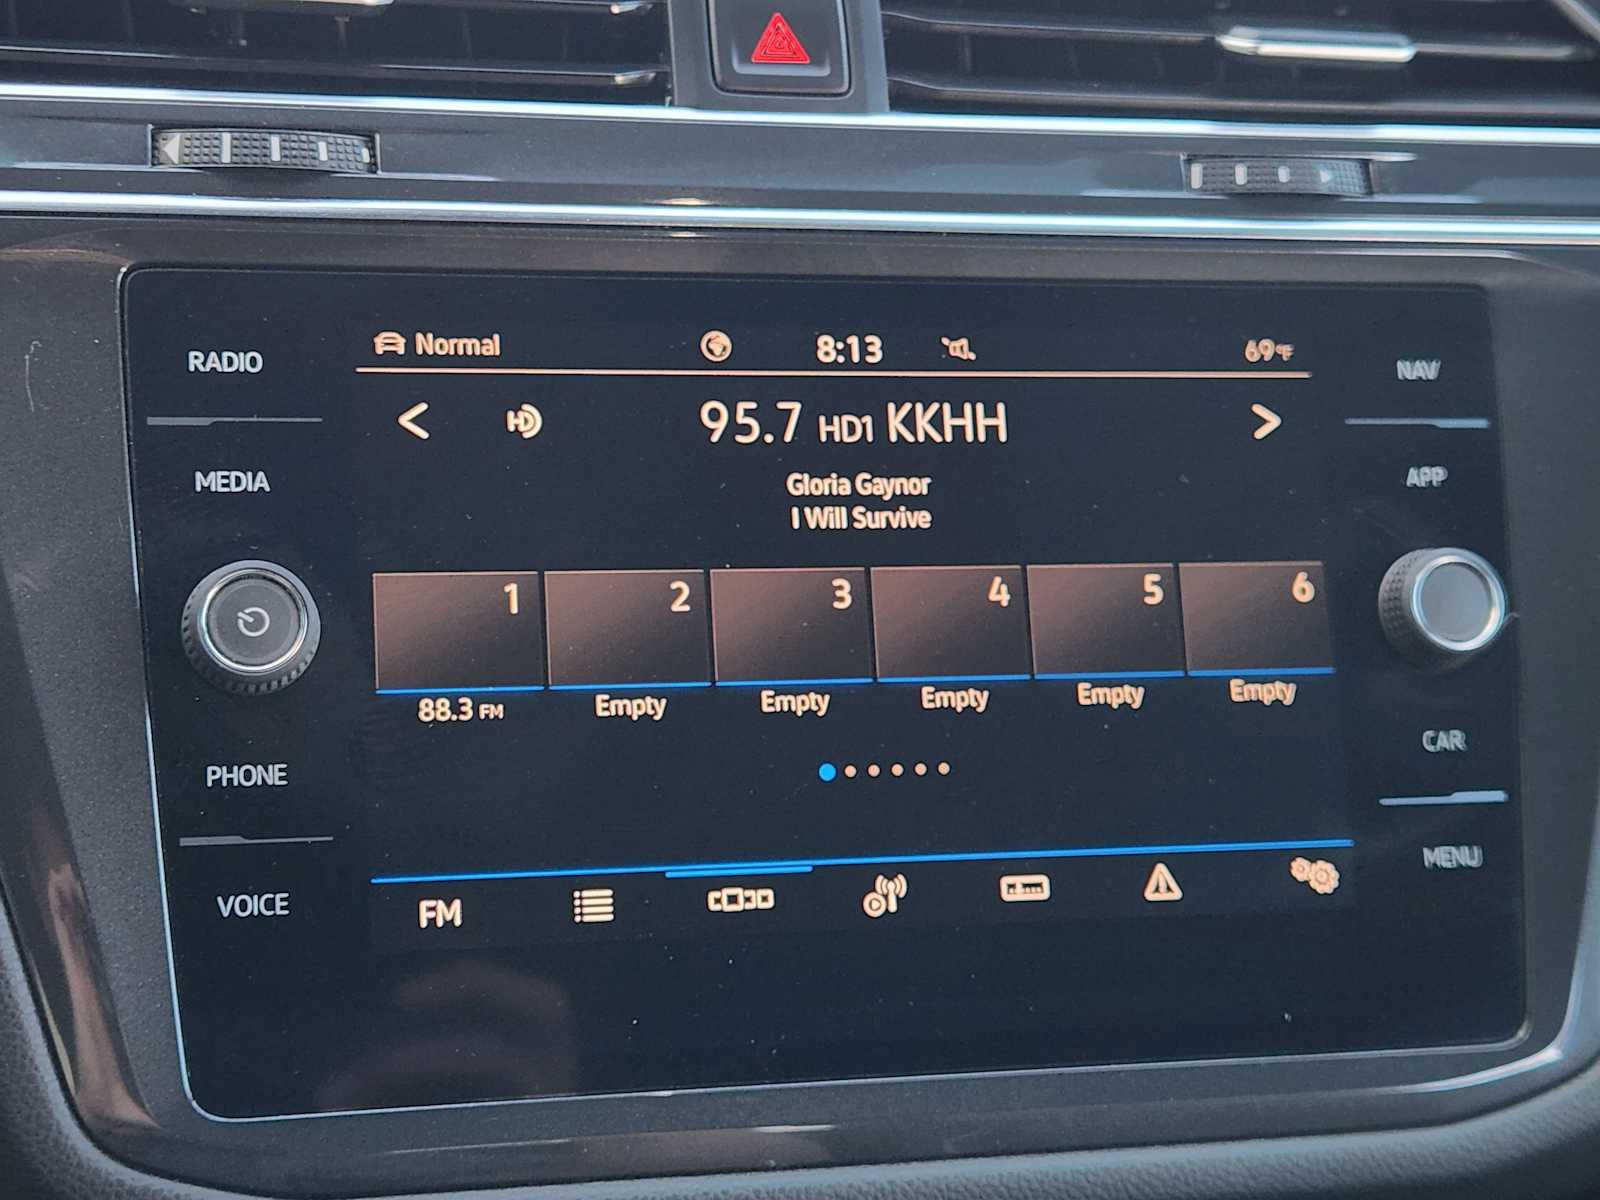 Normal 8:13 69°F
RADIO
NAV
95.7 HD1 KKHH
MEDIA
APP
Gloria Gaynor
I Will Survive
1 2 3 4 5 6
88.3 FM Empty Empty Empty Empty Empty
PHONE
CAR
VOICE
MENU
FM